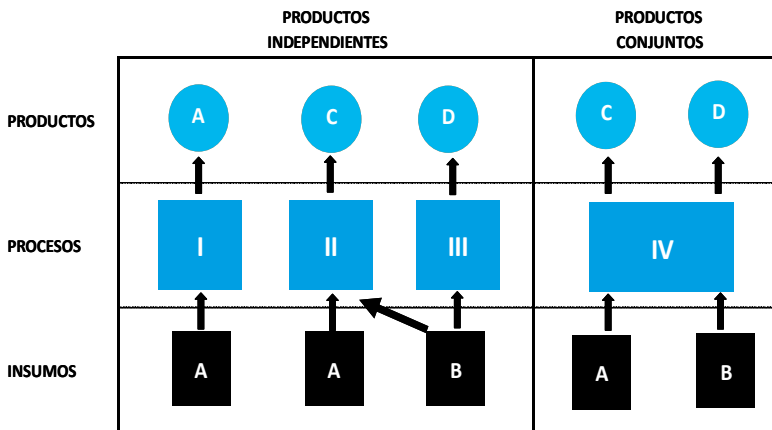 PRODUCTOS
INDEPENDIENTES
PRODUCTOS
CONJUNTOS
PRODUCTOS
A
C
D
C
D
PROCESOS
I
II
III
IV
INSUMOS
A
A
B
A
B